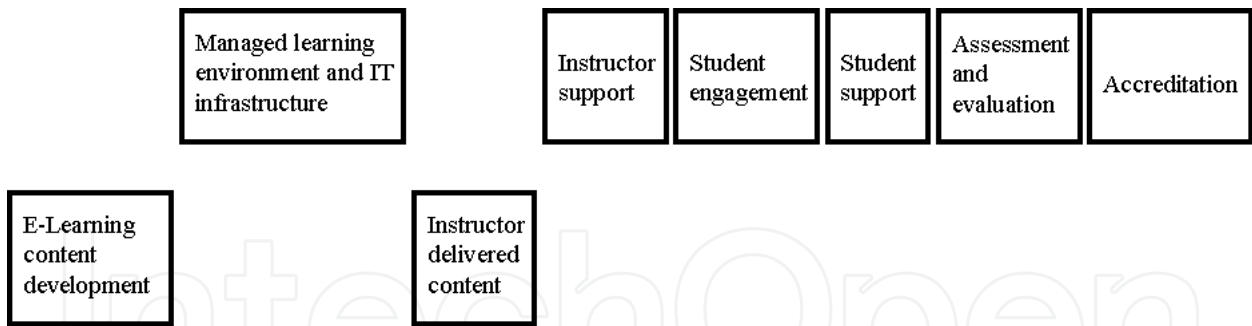 Managed learning
environment and IT
infrastructure
Instructor
support
Student
engagement
Student
support
Assessment
and
evaluation
Accreditation
E-Learning
content
development
Instructor
delivered
content
IntechOpen